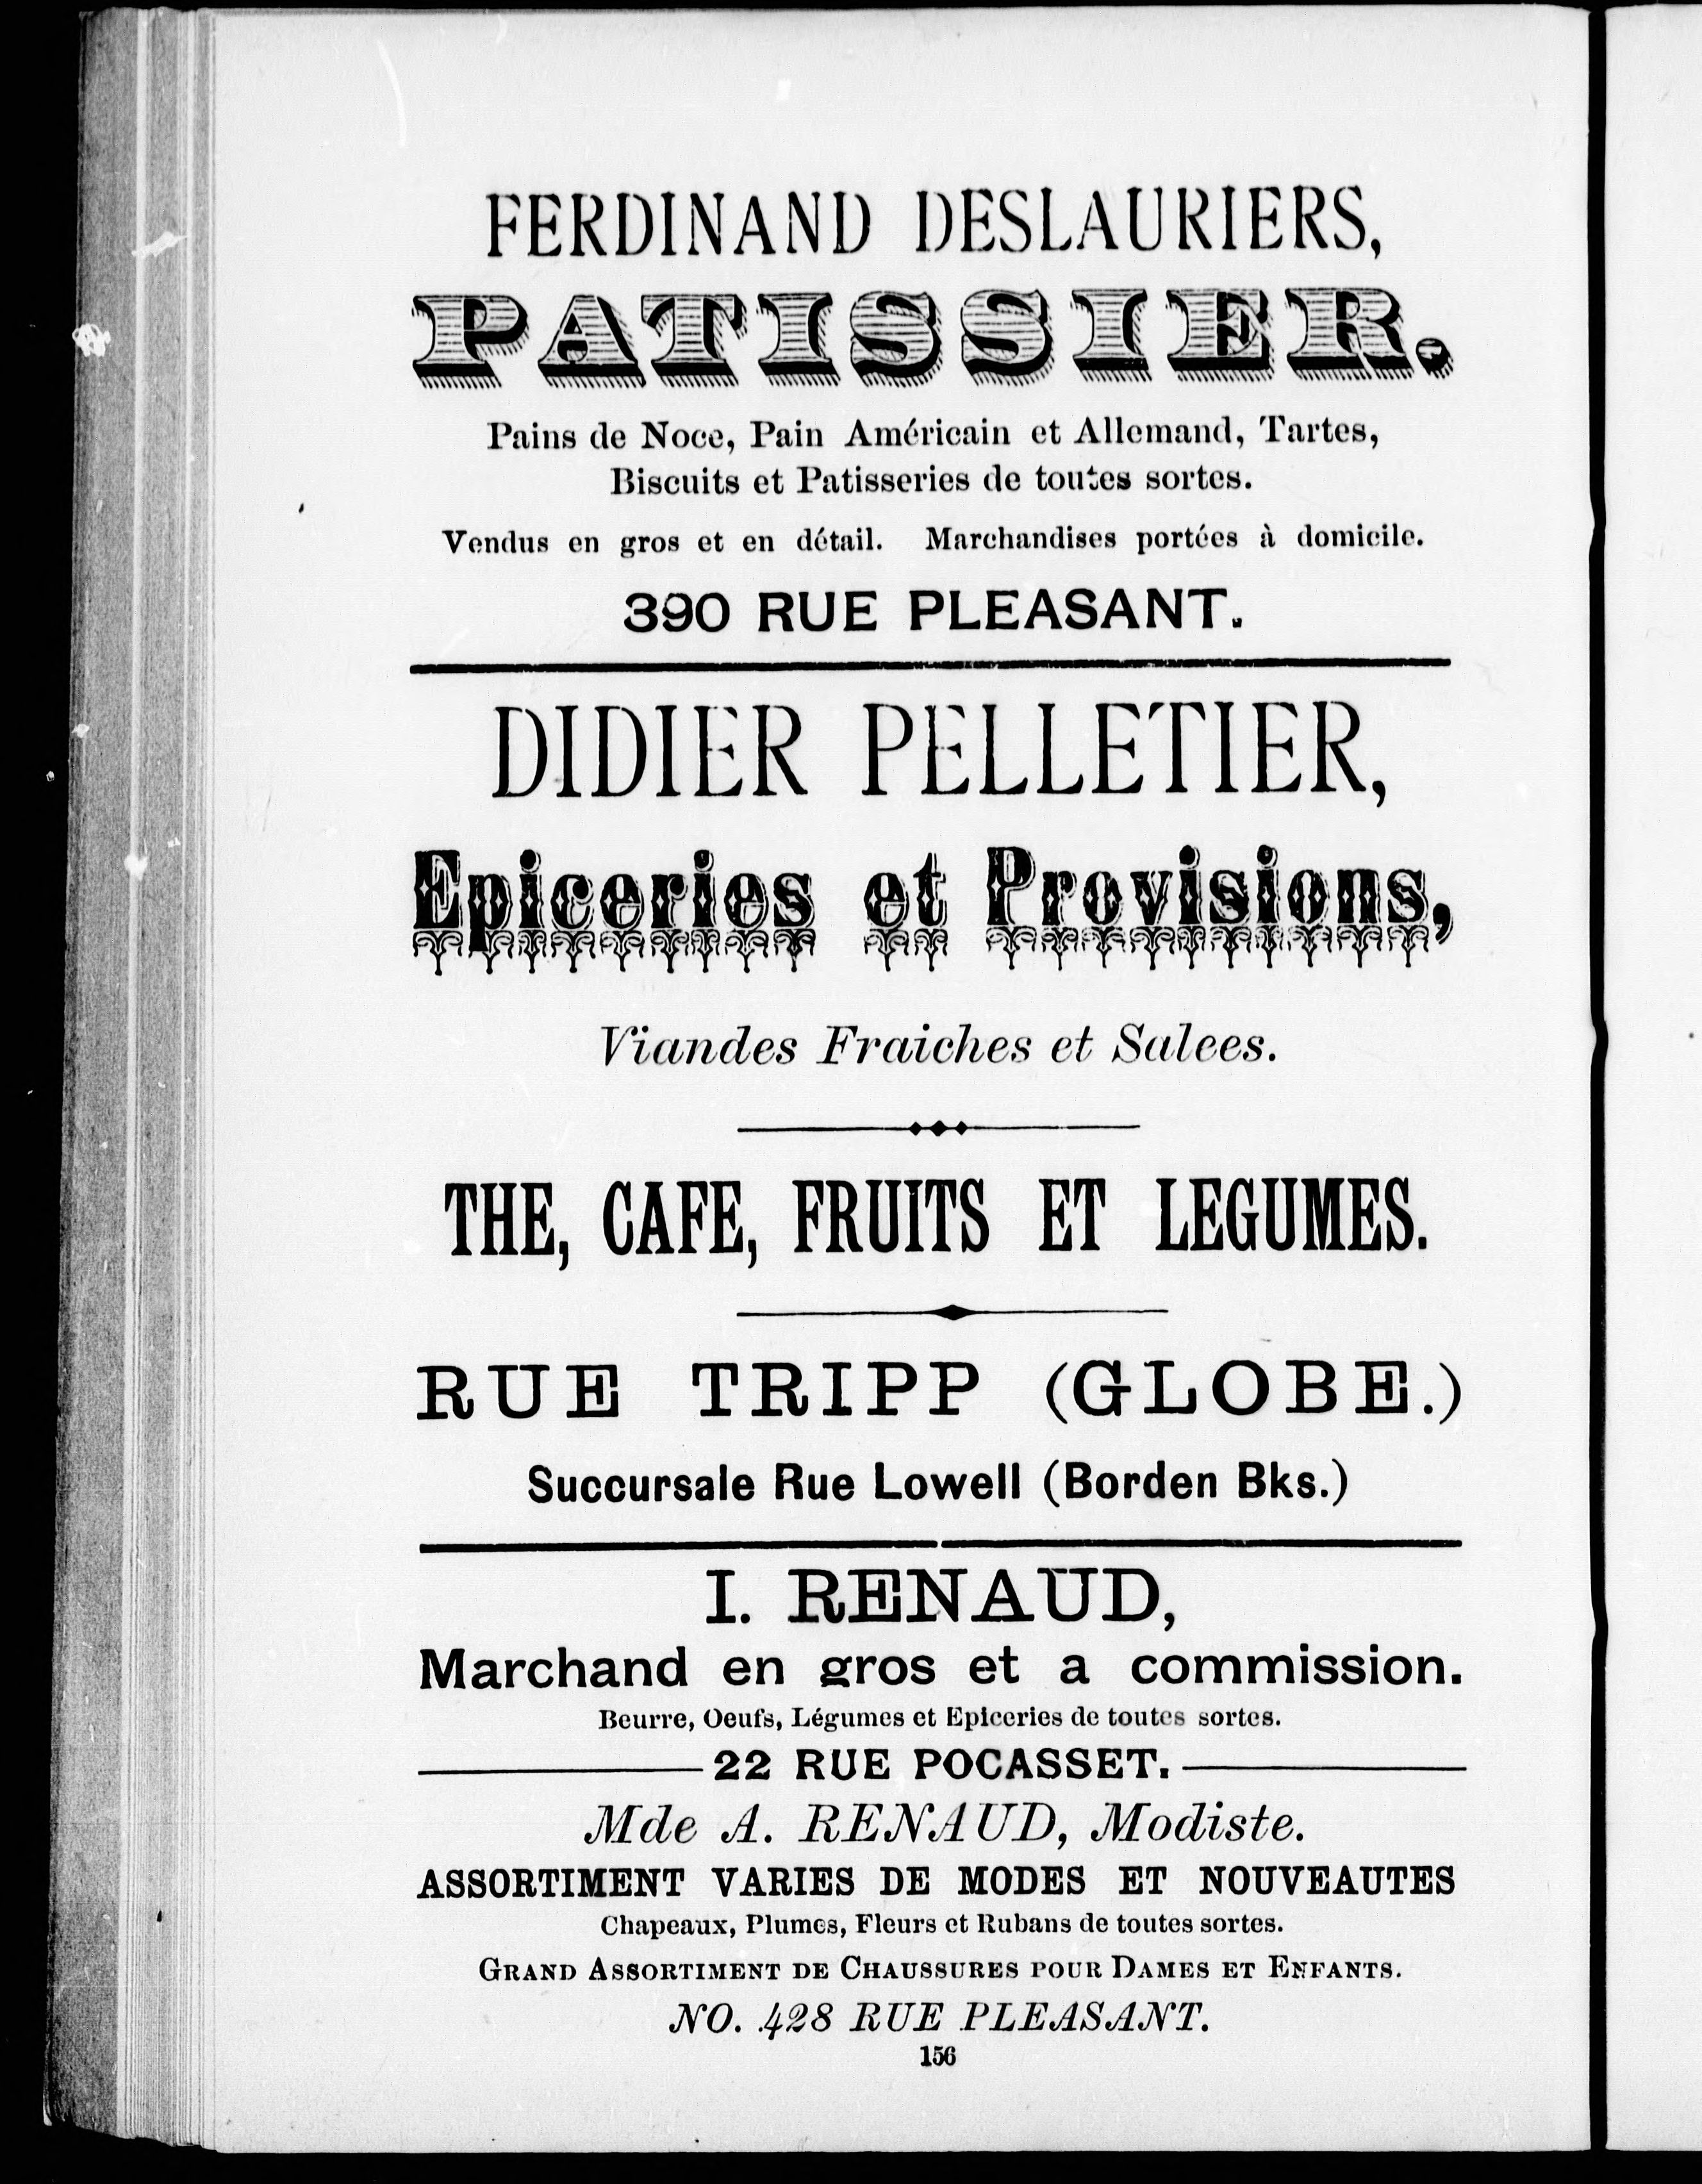 FERDINAND DESLAURIERS,
PATISSIER.
Pains de Noce, Pain Américain et Allemand, Tartes,
Biscuits et Patisseries de toutes sortes.
Vendus en gros et en détail. Marchandises portées à domicile.
390 RUE PLEASANT.
DIDIER PELLETIER,
Epiceries et Provisions,
Viandes Fraiches et Salees.
THE, CAFE, FRUITS ET LEGUMES.
RUE TRIPP (GLOBE.)
Succursale Rue Lowell (Borden Bks.)
I. RENAUD,
Marchand en gros et a commission.
Beurre, Oeufs, Légumes et Epiceries de toutes sortes.
22 RUE POCASSET.
Mde A. RENAUD, Modiste.
ASSORTIMENT VARIES DE MODES ET NOUVEAUTES
Chapeaux, Plumes, Fleurs et Rubans de toutes sortes.
GRAND ASSORTIMENT DE CHAUSSURES POUR DAMES ET ENFANTS.
NO. 428 RUE PLEASANT.
156